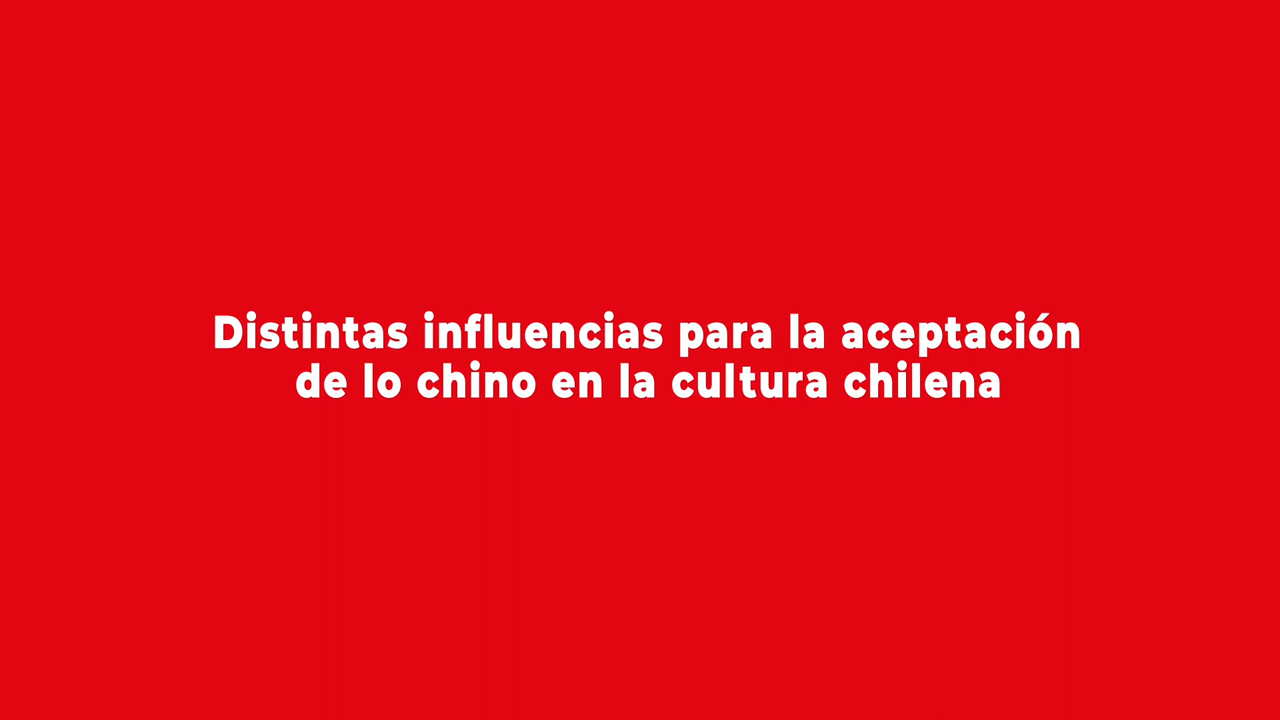 Distintas influencias para la aceptación
de lo chino en la cultura chilena